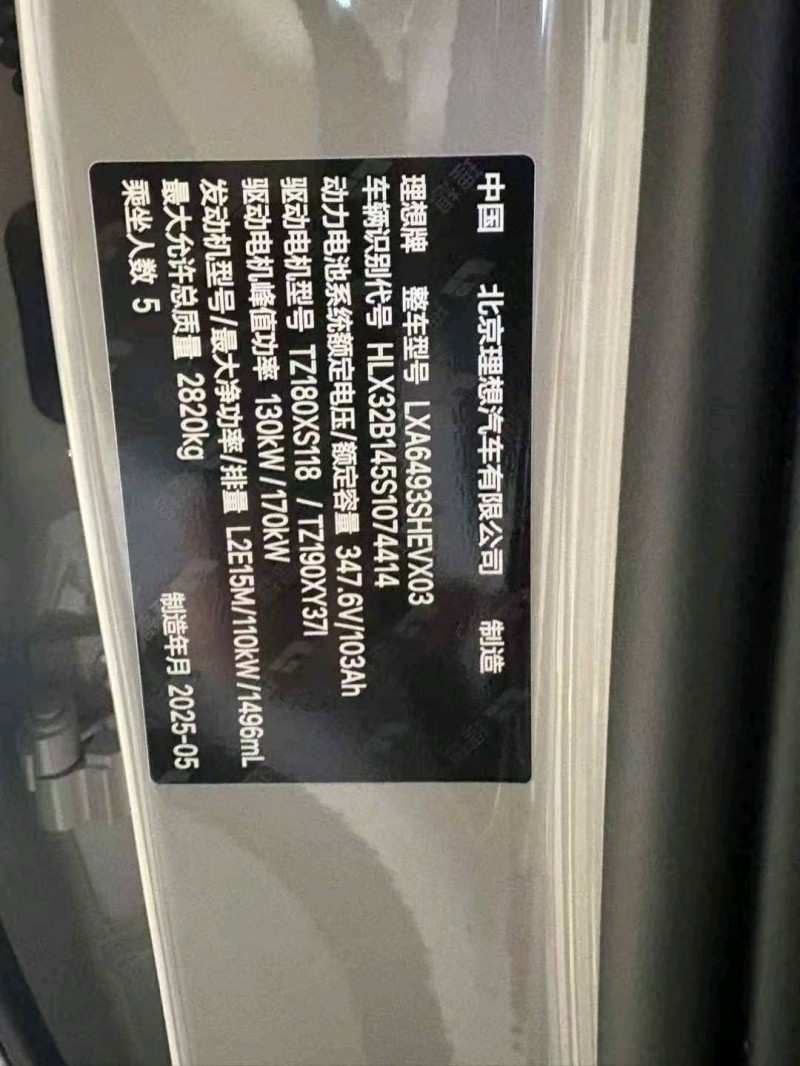 中国 北京理想汽车有限公司 制造
理想牌 整车型号 LXA6493SHEVX03
车辆识别代号 HLX32B145S1074414
动力电池系统额定电压/额定容量 347.6V/103Ah
驱动电机型号 TZ180XS118 /TZ190XY37I
驱动电机峰值功率 130kW/170kW
发动机型号/最大净功率/排量 L2E15M/110kW/1496mL
最大允许总质量 2820kg 制造年月 2025-05
乘坐人数 5